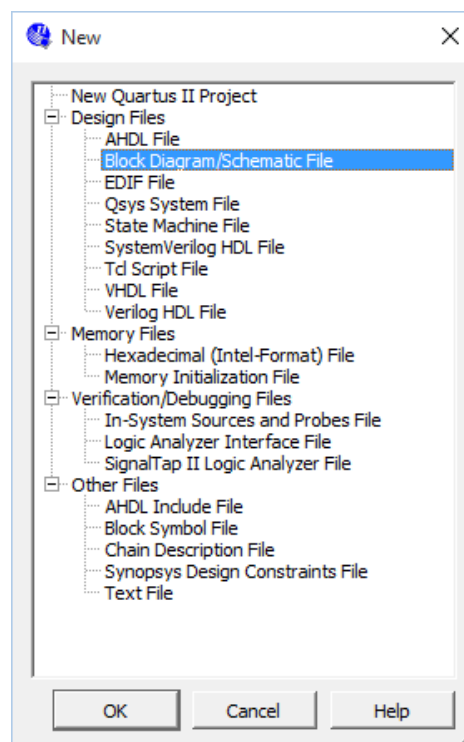 New
New Quartus II Project
Design Files
AHDL File
Block Diagram/Schematic File
EDIF File
Qsys System File
State Machine File
SystemVerilog HDL File
Tcl Script File
VHDL File
Verilog HDL File
Memory Files
Hexadecimal (Intel-Format) File
Memory Initialization File
Verification/Debugging Files
In-System Sources and Probes File
Logic Analyzer Interface File
SignalTap II Logic Analyzer File
Other Files
AHDL Include File
Block Symbol File
Chain Description File
Synopsys Design Constraints File
Text File
OK Cancel Help